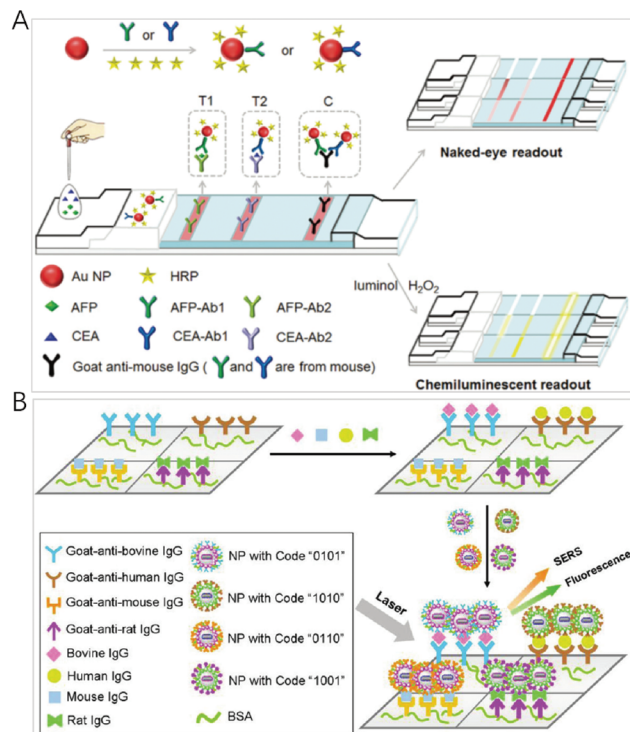 A
or
or
T1 T2 C
Naked-eye readout
Au NP HRP
luminol H2O2
AFP AFP-Ab1 AFP-Ab2
CEA CEA-Ab1 CEA-Ab2
Goat anti-mouse IgG ( and are from mouse)
Chemiluminescent readout
B
Goat-anti-bovine IgG
NP with Code "0101"
Goat-anti-human IgG
Goat-anti-mouse IgG
NP with Code "1010"
Goat-anti-rat IgG
Bovine IgG
NP with Code "0110"
Human IgG
Mouse IgG
NP with Code "1001"
Rat IgG
BSA
Laser
SERS
Fluorescence